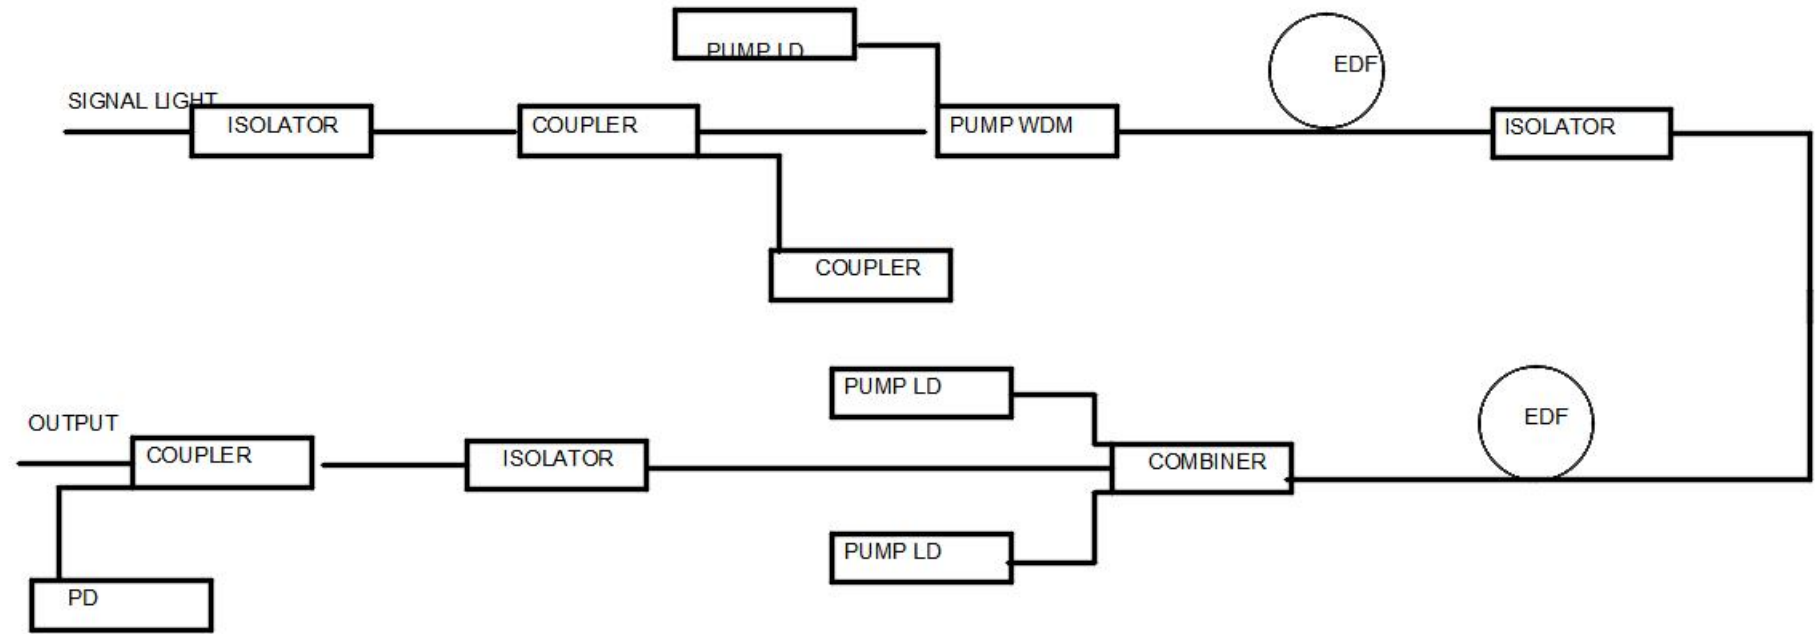 PUMP LD
EDF
SIGNAL LIGHT
ISOLATOR
COUPLER
PUMP WDM
ISOLATOR
COUPLER
PUMP LD
OUTPUT
COUPLER
ISOLATOR
COMBINER
EDF
PUMP LD
PD